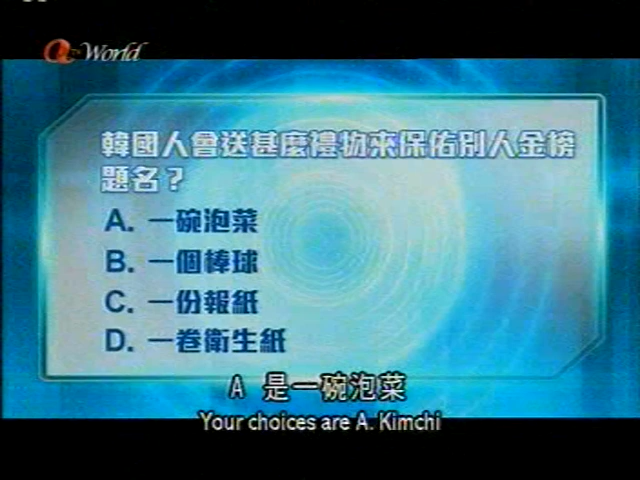 ATV World
韓國人會送甚麼禮物來保佑別人金榜
題名？
A. 一碗泡菜
B. 一個棒球
C. 一份報紙
D. 一卷衛生紙
A 是一碗泡菜
Your choices are A. Kimchi